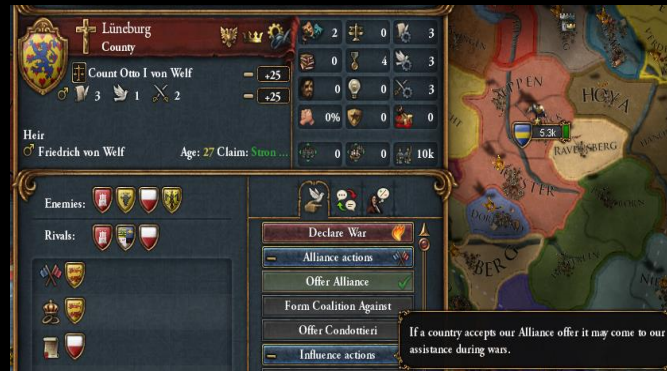 Lüneburg
County
Count Otto I von Welf
3 1 2
+25
+25
Heir
Friedrich von Welf Age: 27 Claim: Stron ...
2 0 3
0 4 3
0 0 3
0% 0 0
0 0 10k
Enemies:
Rivals:
Declare War
Alliance actions
Offer Alliance
Form Coalition Against
Offer Condottieri
Influence actions
HOYA
5.3k
RAVENSBERG
BERG
If a country accepts our Alliance offer it may come to our
assistance during wars.